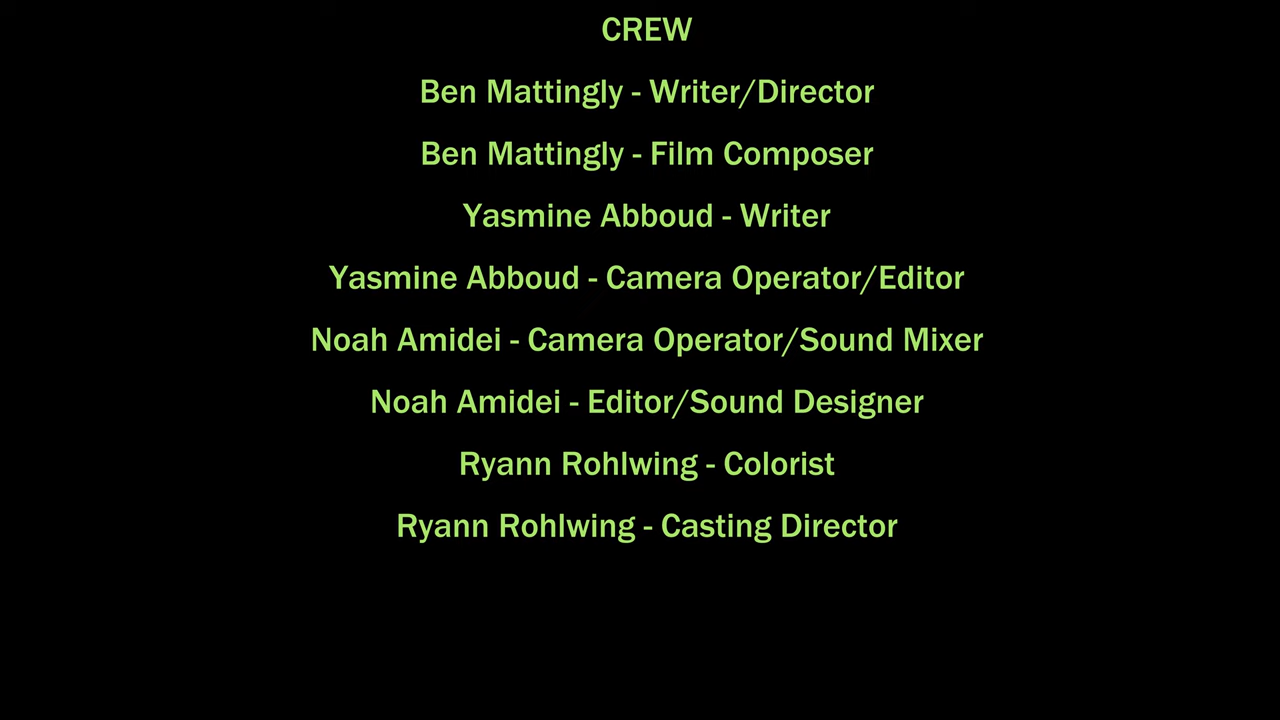 CREW
Ben Mattingly - Writer/Director
Ben Mattingly - Film Composer
Yasmine Abboud - Writer
Yasmine Abboud - Camera Operator/Editor
Noah Amidei - Camera Operator/Sound Mixer
Noah Amidei - Editor/Sound Designer
Ryann Rohlwing - Colorist
Ryann Rohlwing - Casting Director